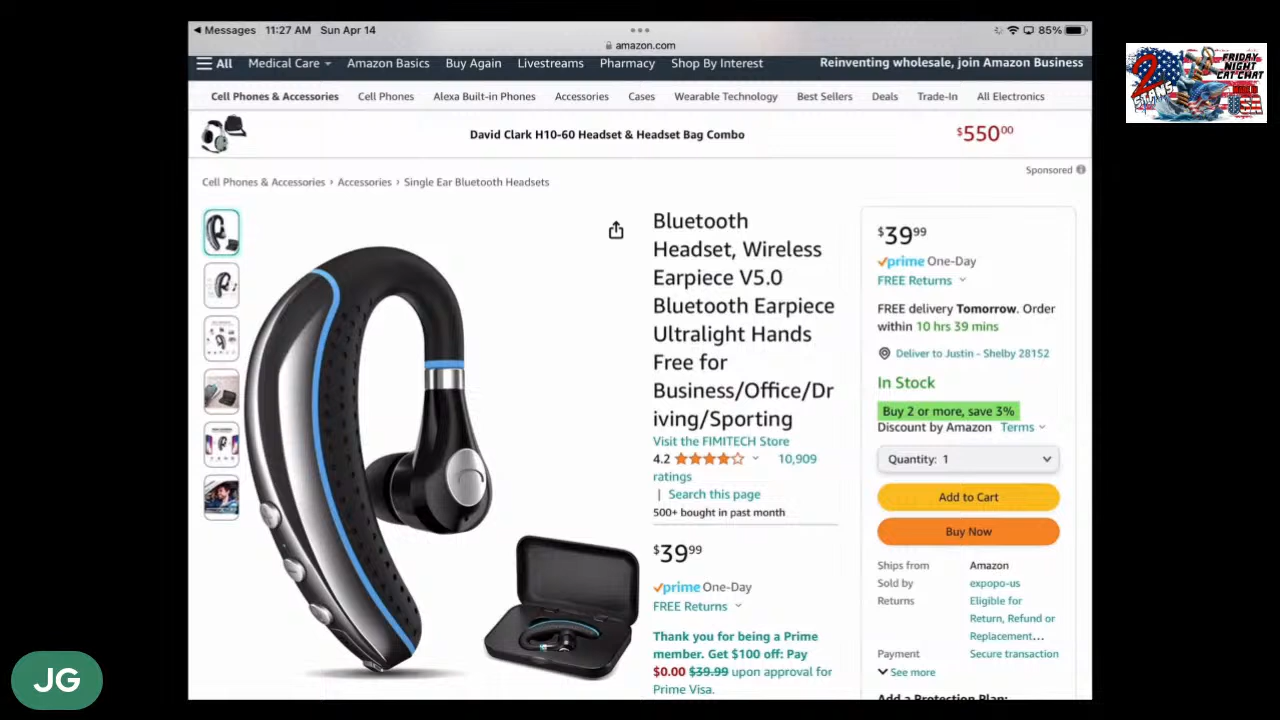 Messages 11:27 AM Sun Apr 14
85%
amazon.com
All Medical Care Amazon Basics Buy Again Livestreams Pharmacy Shop By Interest Reinventing wholesale, join Amazon Business
Cell Phones & Accessories Cell Phones Alexa Built-in Phones Accessories Cases Wearable Technology Best Sellers Deals Trade-In All Electronics
David Clark H10-60 Headset & Headset Bag Combo $550 00
Sponsored
Cell Phones & Accessories › Accessories › Single Ear Bluetooth Headsets
Bluetooth
Headset, Wireless
Earpiece V5.0
Bluetooth Earpiece
Ultralight Hands
Free for
Business/Office/Dr
iving/Sporting
Visit the FIMITECH Store
4.2 10,909
ratings
| Search this page
500+ bought in past month
$39 99
prime One-Day
FREE Returns
Thank you for being a Prime
member. Get $100 off: Pay
$0.00 $39.99 upon approval for
Prime Visa.
$39 99
prime One-Day
FREE Returns
FREE delivery Tomorrow. Order
within 10 hrs 39 mins
Deliver to Justin - Shelby 28152
In Stock
Buy 2 or more, save 3%
Discount by Amazon Terms
Quantity: 1
Add to Cart
Buy Now
Ships from Amazon
Sold by expopo-us
Returns Eligible for
Return, Refund or
Replacement...
Payment Secure transaction
See more
Add a Protection Plan:
JG
2
FRIDAY
NIGHT
CAT CHAT
USA